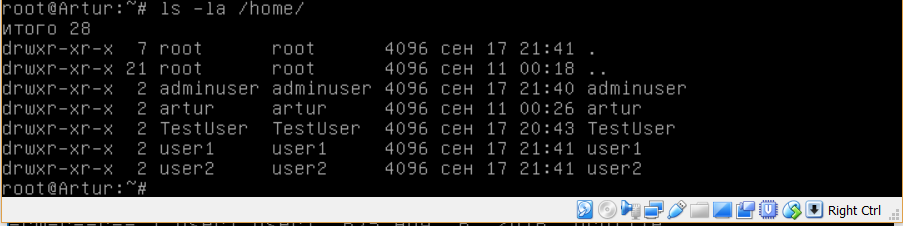 root@Artur:~# ls -la /home/
итого 28
drwxr-xr-x  7 root      root      4096 сен 17 21:41 .
drwxr-xr-x 21 root      root      4096 сен 11 00:18 ..
drwxr-xr-x  2 adminuser adminuser 4096 сен 17 21:40 adminuser
drwxr-xr-x  2 artur     artur     4096 сен 11 00:26 artur
drwxr-xr-x  2 TestUser  TestUser  4096 сен 17 20:43 TestUser
drwxr-xr-x  2 user1     user1     4096 сен 17 21:41 user1
drwxr-xr-x  2 user2     user2     4096 сен 17 21:41 user2
root@Artur:~#
Right Ctrl